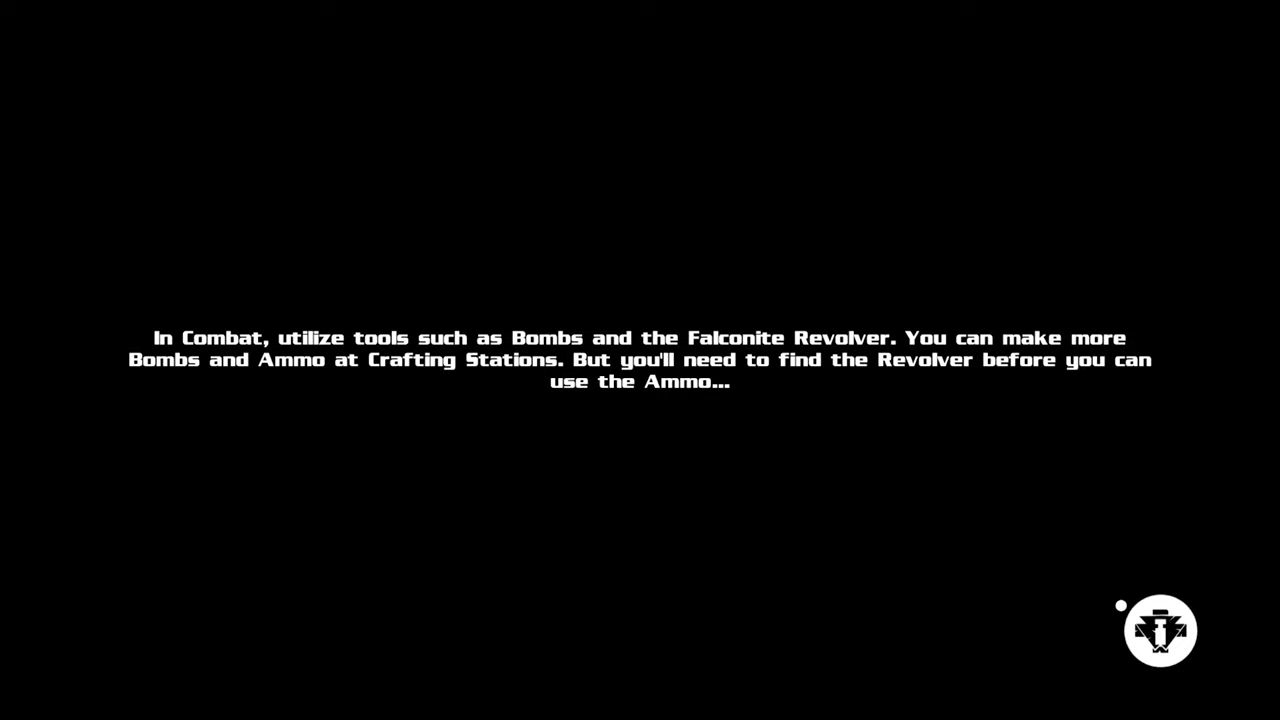 In Combat, utilize tools such as Bombs and the Falconite Revolver. You can make more
Bombs and Ammo at Crafting Stations. But you'll need to find the Revolver before you can
use the Ammo...